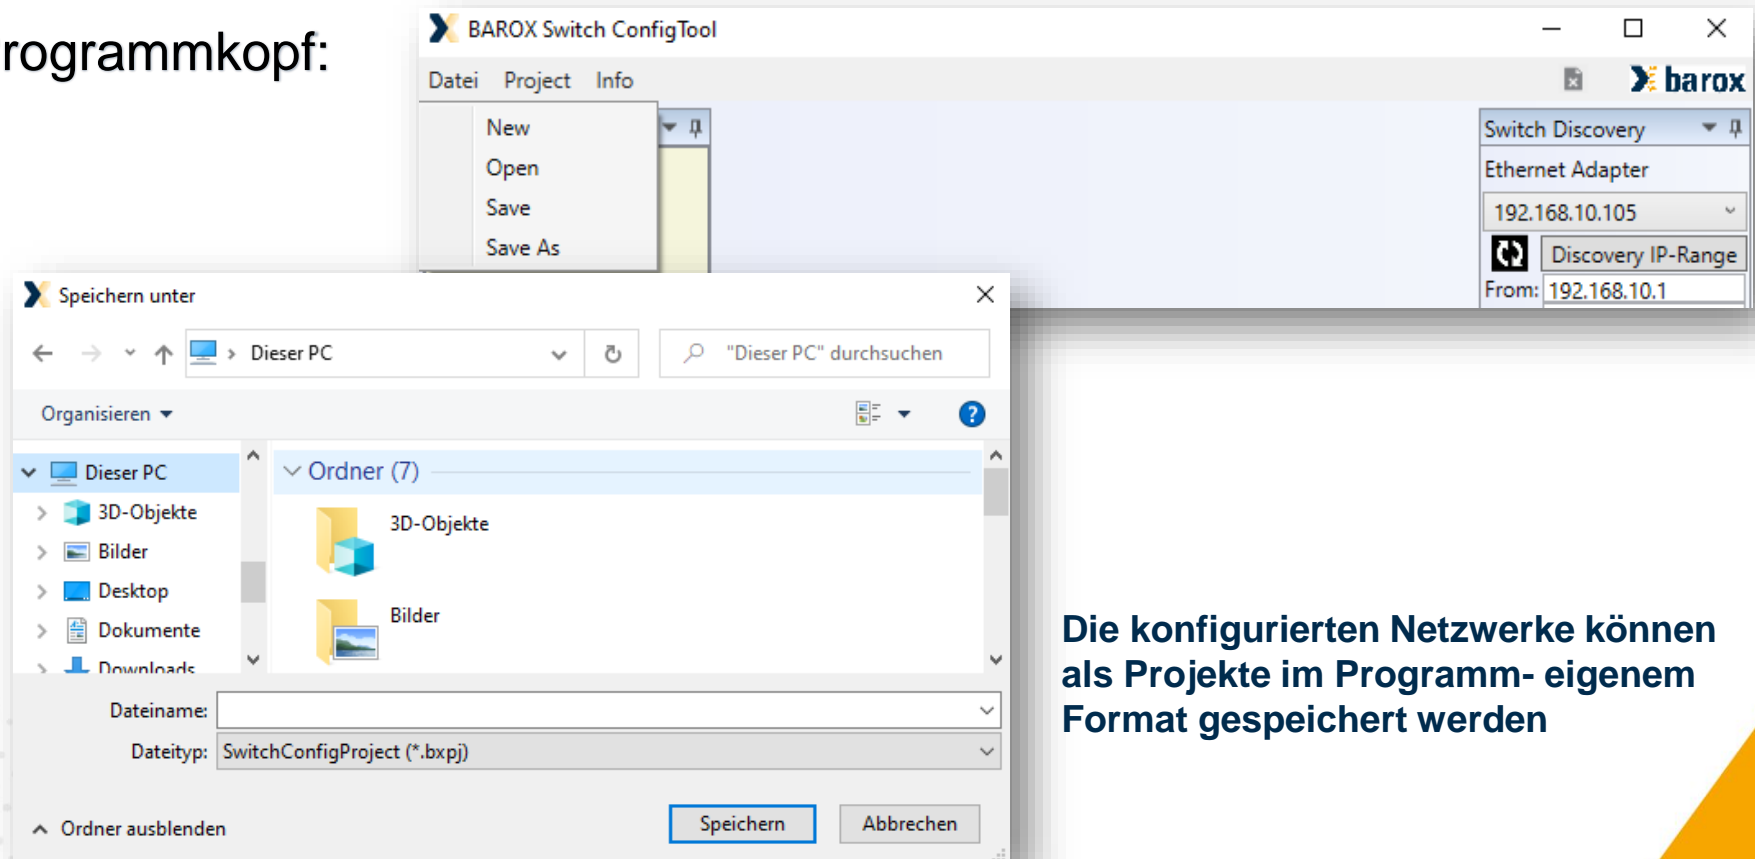 rogrammkopf:
BAROX Switch ConfigTool
Datei Project Info
barox
New
Open
Save
Save As
Switch Discovery
Ethernet Adapter
192.168.10.105
Discovery IP-Range
From: 192.168.10.1
Speichern unter
Dieser PC
"Dieser PC" durchsuchen
Organisieren
Dieser PC
3D-Objekte
Bilder
Desktop
Dokumente
Downloads
Ordner (7)
3D-Objekte
Bilder
Dateiname:
Dateityp: SwitchConfigProject (*.bxpj)
Ordner ausblenden
Speichern
Abbrechen
Die konfigurierten Netzwerke können
als Projekte im Programm- eigenem
Format gespeichert werden